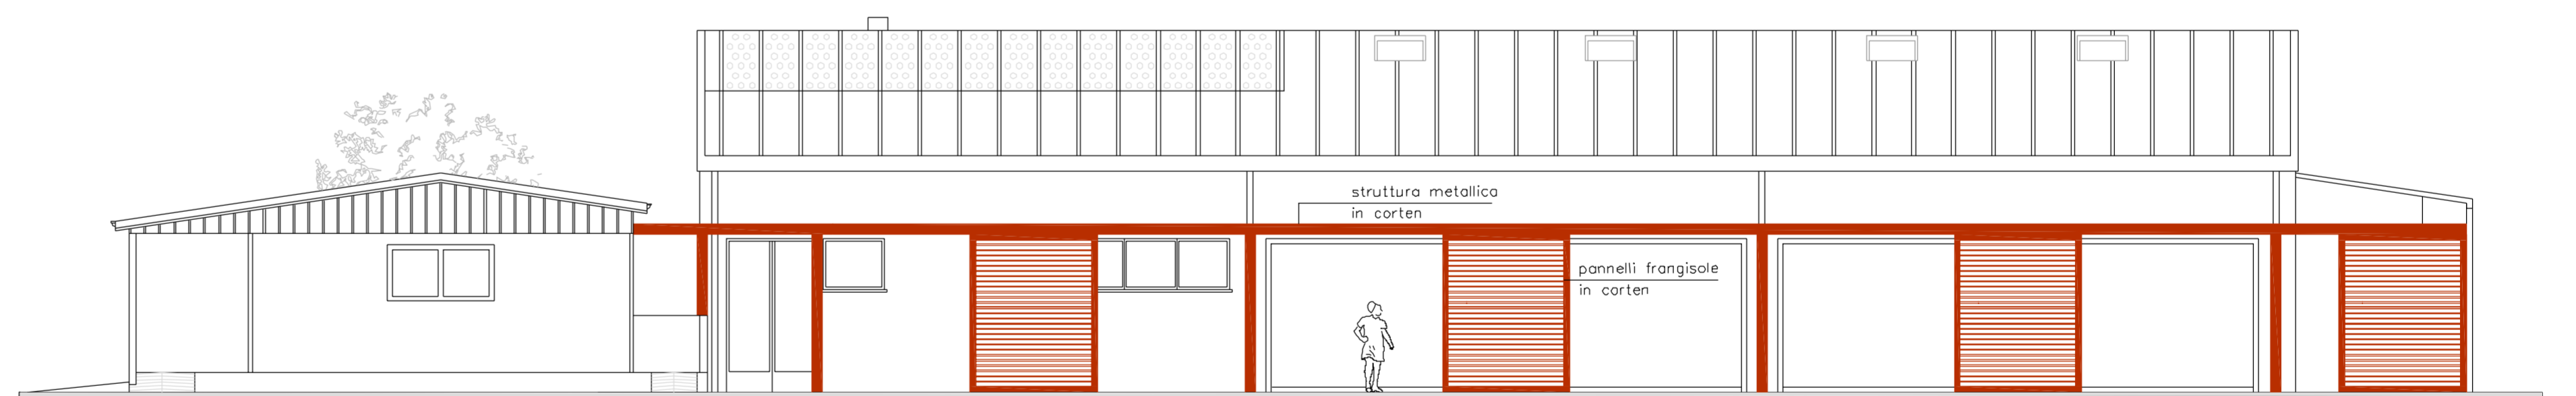 struttura metallica
in corten
pannelli frangisole
in corten